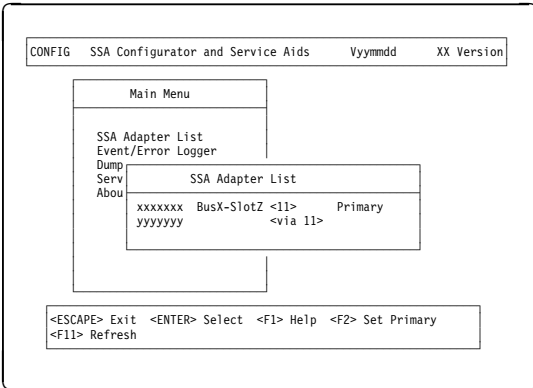 CONFIG SSA Configurator and Service Aids Vyymmdd XX Version
Main Menu
SSA Adapter List
Event/Error Logger
Dump
Serv
Abou
SSA Adapter List
xxxxxxx BusX-SlotZ <11> Primary
yyyyyyy <via 11>
<ESCAPE> Exit <ENTER> Select <F1> Help <F2> Set Primary
<F11> Refresh